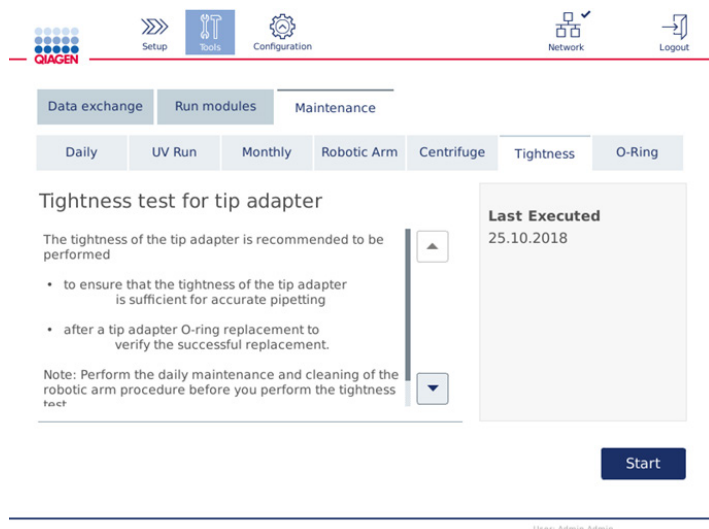 QIAGEN
Setup
Tools
Configuration
Network
Logout
Data exchange
Run modules
Maintenance
Daily
UV Run
Monthly
Robotic Arm
Centrifuge
Tightness
O-Ring
Tightness test for tip adapter
The tightness of the tip adapter is recommended to be
performed
• to ensure that the tightness of the tip adapter
is sufficient for accurate pipetting
• after a tip adapter O-ring replacement to
verify the successful replacement.
Note: Perform the daily maintenance and cleaning of the
robotic arm procedure before you perform the tightness
test
Last Executed
25.10.2018
Start
User: Admin Admin